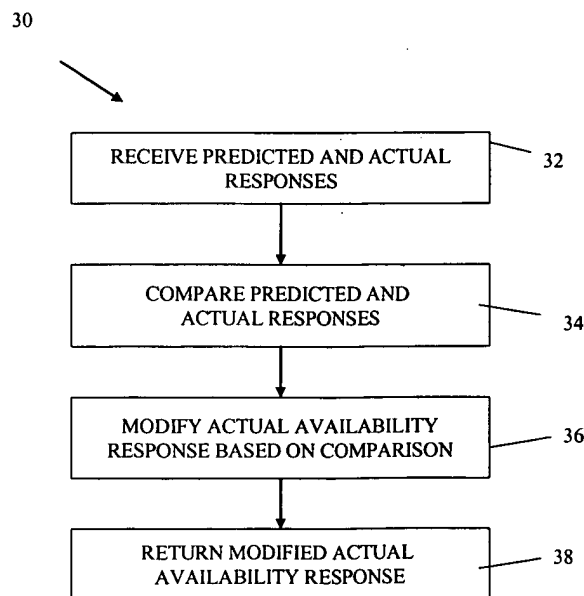 30
RECEIVE PREDICTED AND ACTUAL
RESPONSES
32
COMPARE PREDICTED AND
ACTUAL RESPONSES
34
MODIFY ACTUAL AVAILABILITY
RESPONSE BASED ON COMPARISON
36
RETURN MODIFIED ACTUAL
AVAILABILITY RESPONSE
38